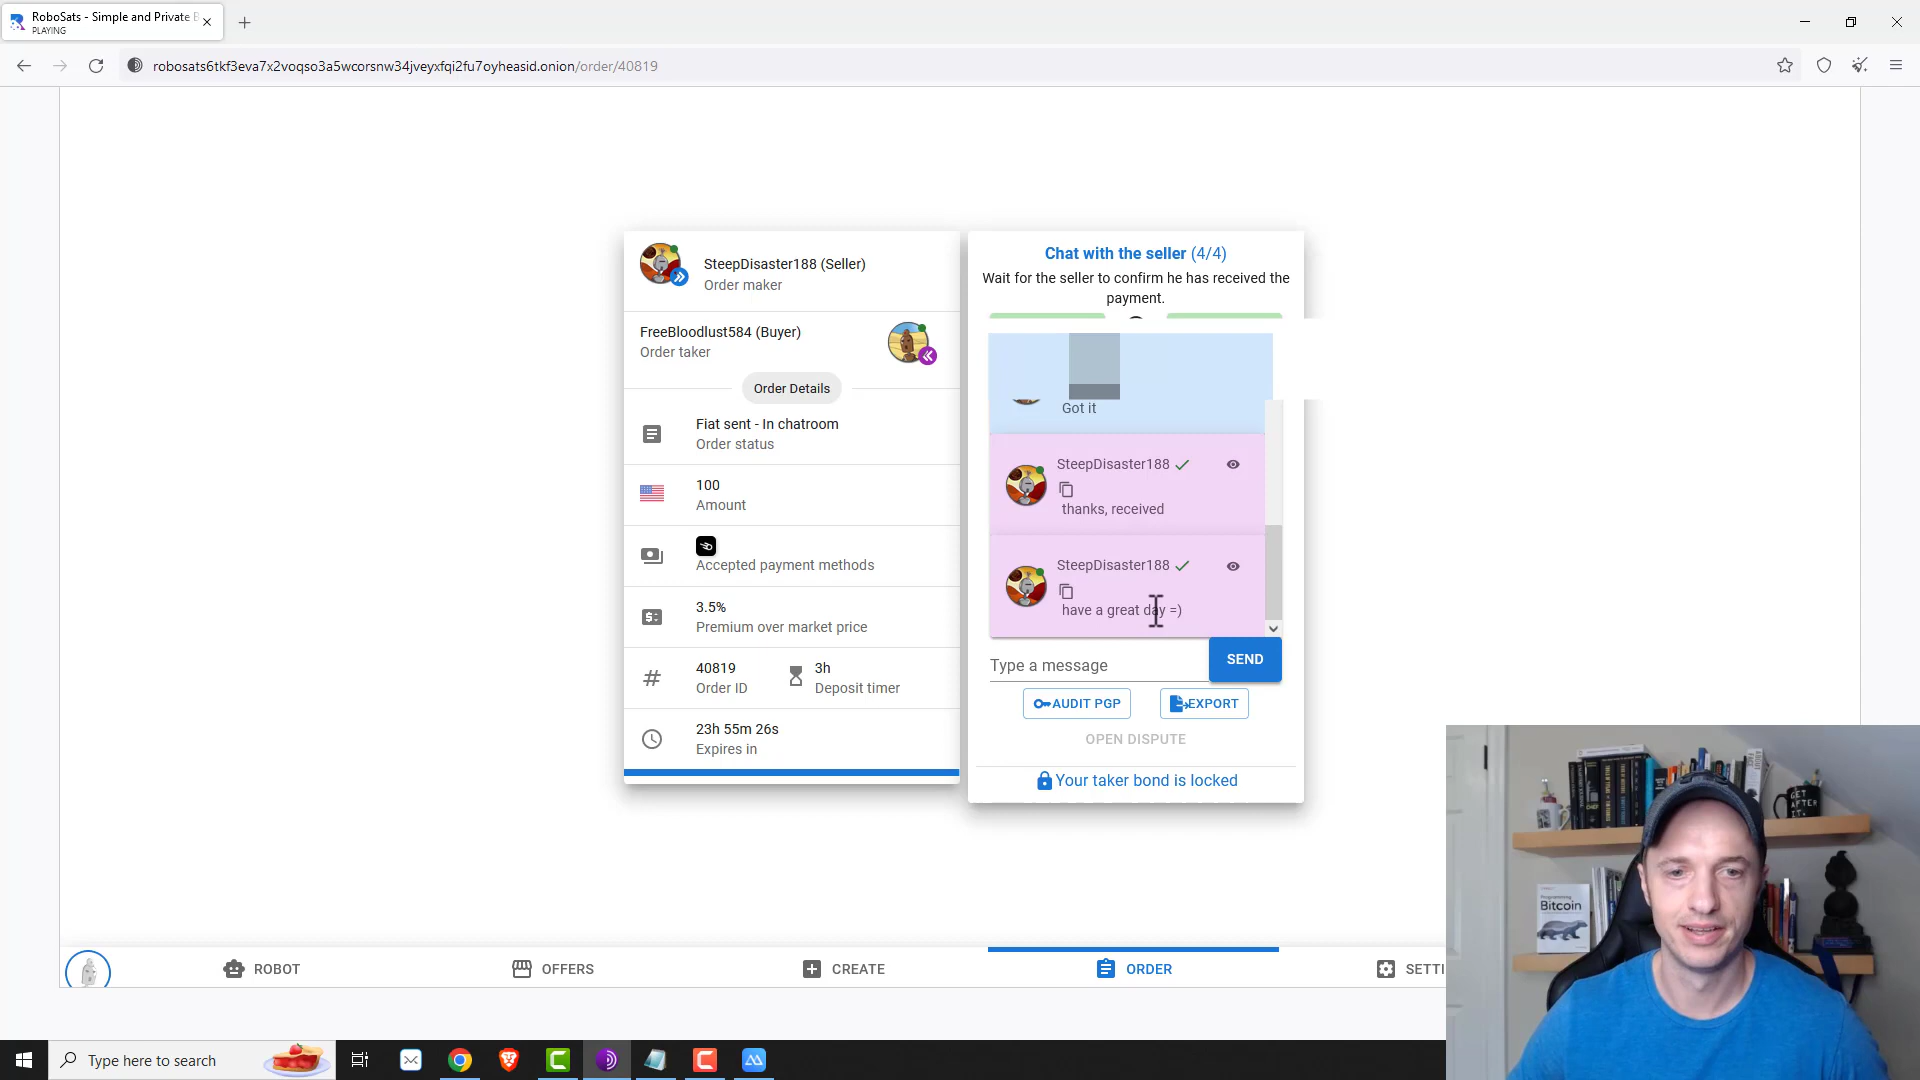 RoboSats - Simple and Private B
PLAYING
robosats6tkf3eva7x2voqso3a5wcorsnw34jveyxfqi2fu7oyheasid.onion/order/40819
SteepDisaster188 (Seller)
Order maker
FreeBloodlust584 (Buyer)
Order taker
Order Details
Fiat sent - In chatroom
Order status
100
Amount
Accepted payment methods
3.5%
Premium over market price
40819
Order ID
3h
Deposit timer
23h 55m 26s
Expires in
Chat with the seller (4/4)
Wait for the seller to confirm he has received the
payment.
Got it
SteepDisaster188
thanks, received
SteepDisaster188
have a great day =)
Type a message
SEND
AUDIT PGP
EXPORT
OPEN DISPUTE
Your taker bond is locked
ROBOT
OFFERS
CREATE
ORDER
SETTI
Type here to search
GET
AFTER
IT.
Programming
Bitcoin